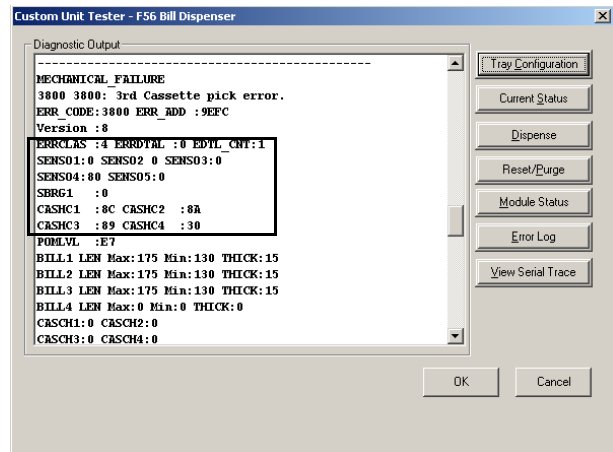 Custom Unit Tester - F56 Bill Dispenser
Diagnostic Output
--------------------------------------------------
MECHANICAL_FAILURE
3800 3800: 3rd Cassette pick error.
ERR_CODE:3800 ERR_ADD :9EFC
Version :8
ERRCLAS :4 ERRDTAL :0 EDTL_CNT:1
SENSO1:0 SENSO2 0 SENSO3:0
SENSO4:80 SENSO5:0
SBRG1 :0
CASHC1 :8C CASHC2 :8A
CASHC3 :89 CASHC4 :30
POMLVL :E7
BILL1 LEN Max:175 Min:130 THICK:15
BILL2 LEN Max:175 Min:130 THICK:15
BILL3 LEN Max:175 Min:130 THICK:15
BILL4 LEN Max:0 Min:0 THICK:0
CASCH1:0 CASCH2:0
CASCH3:0 CASCH4:0
Tray Configuration
Current Status
Dispense
Reset/Purge
Module Status
Error Log
View Serial Trace
OK
Cancel